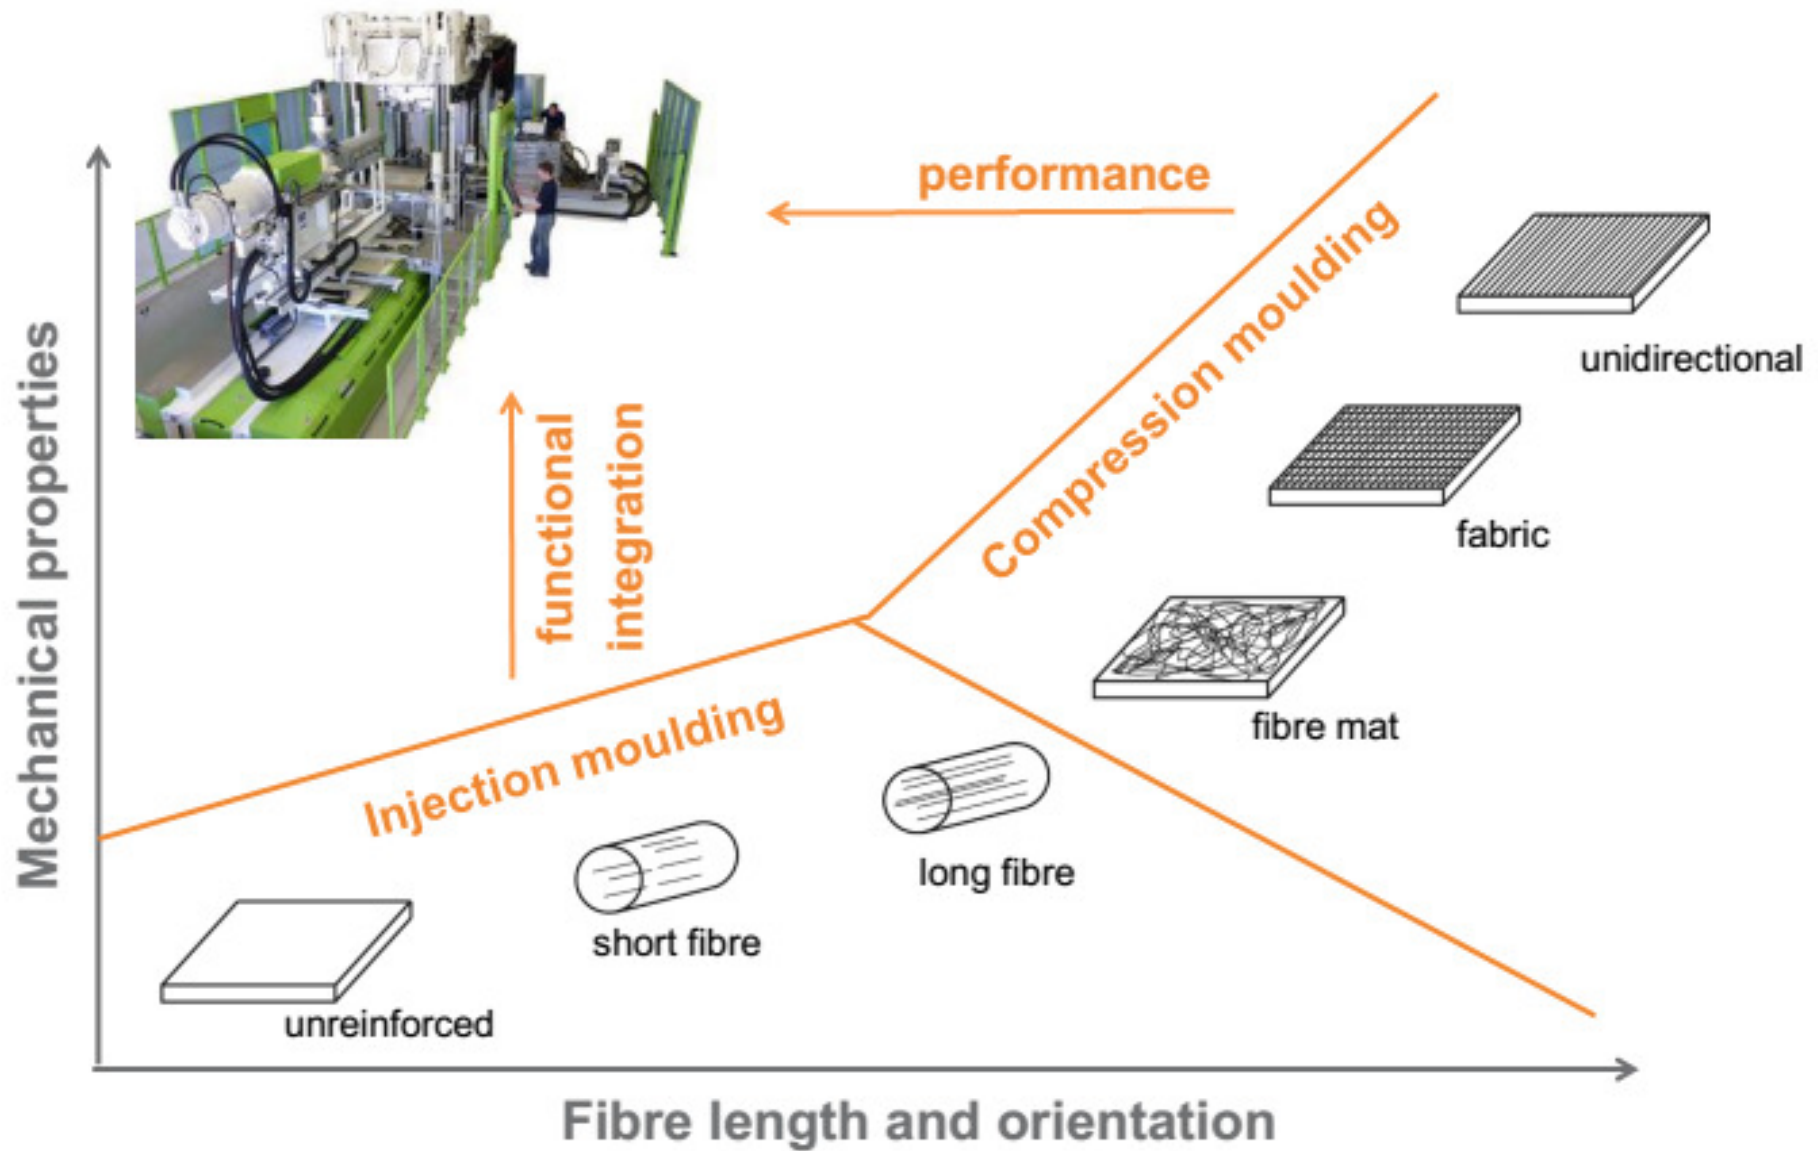 performance
Compression moulding
unidirectional
Mechanical properties
functional
integration
fabric
fibre mat
Injection moulding
long fibre
short fibre
unreinforced
Fibre length and orientation